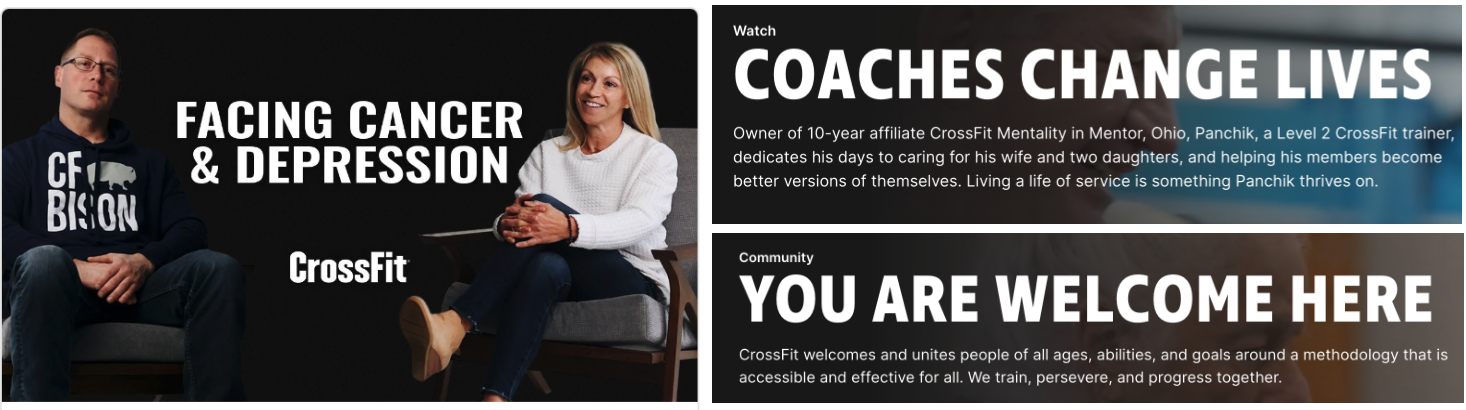 FACING CANCER
& DEPRESSION
CF
BISON
CrossFit
Watch
COACHES CHANGE LIVES
Owner of 10-year affiliate CrossFit Mentality in Mentor, Ohio, Panchik, a Level 2 CrossFit trainer,
dedicates his days to caring for his wife and two daughters, and helping his members become
better versions of themselves. Living a life of service is something Panchik thrives on.
Community
YOU ARE WELCOME HERE
CrossFit welcomes and unites people of all ages, abilities, and goals around a methodology that is
accessible and effective for all. We train, persevere, and progress together.